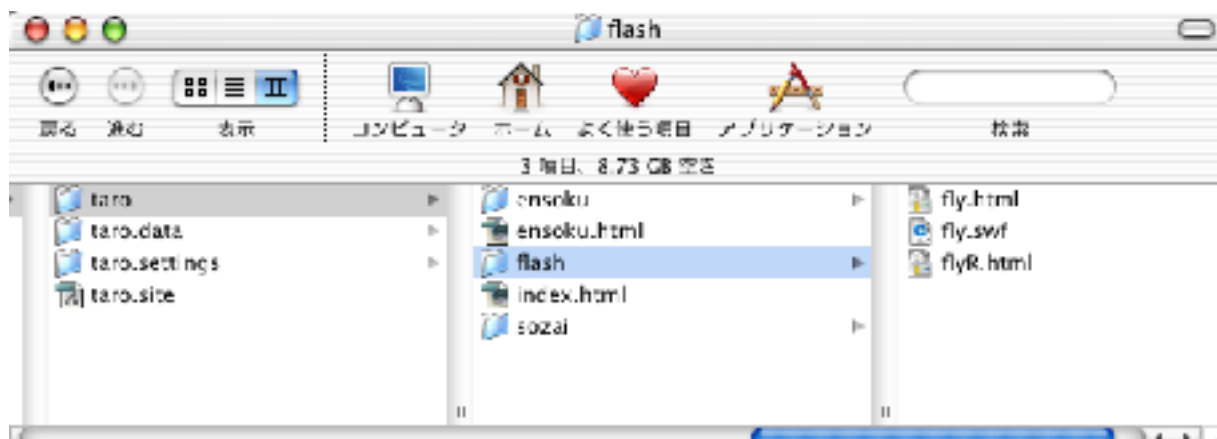 flash
戻る 進む 表示 コンピュータ ホーム よく使う項目 アプリケーション 検索
3 項目、8.73 GB 空き
taro
taro.data
taro.settings
taro.site
ensoku
ensoku.html
flash
index.html
sozai
fly.html
fly.swf
flyR.html